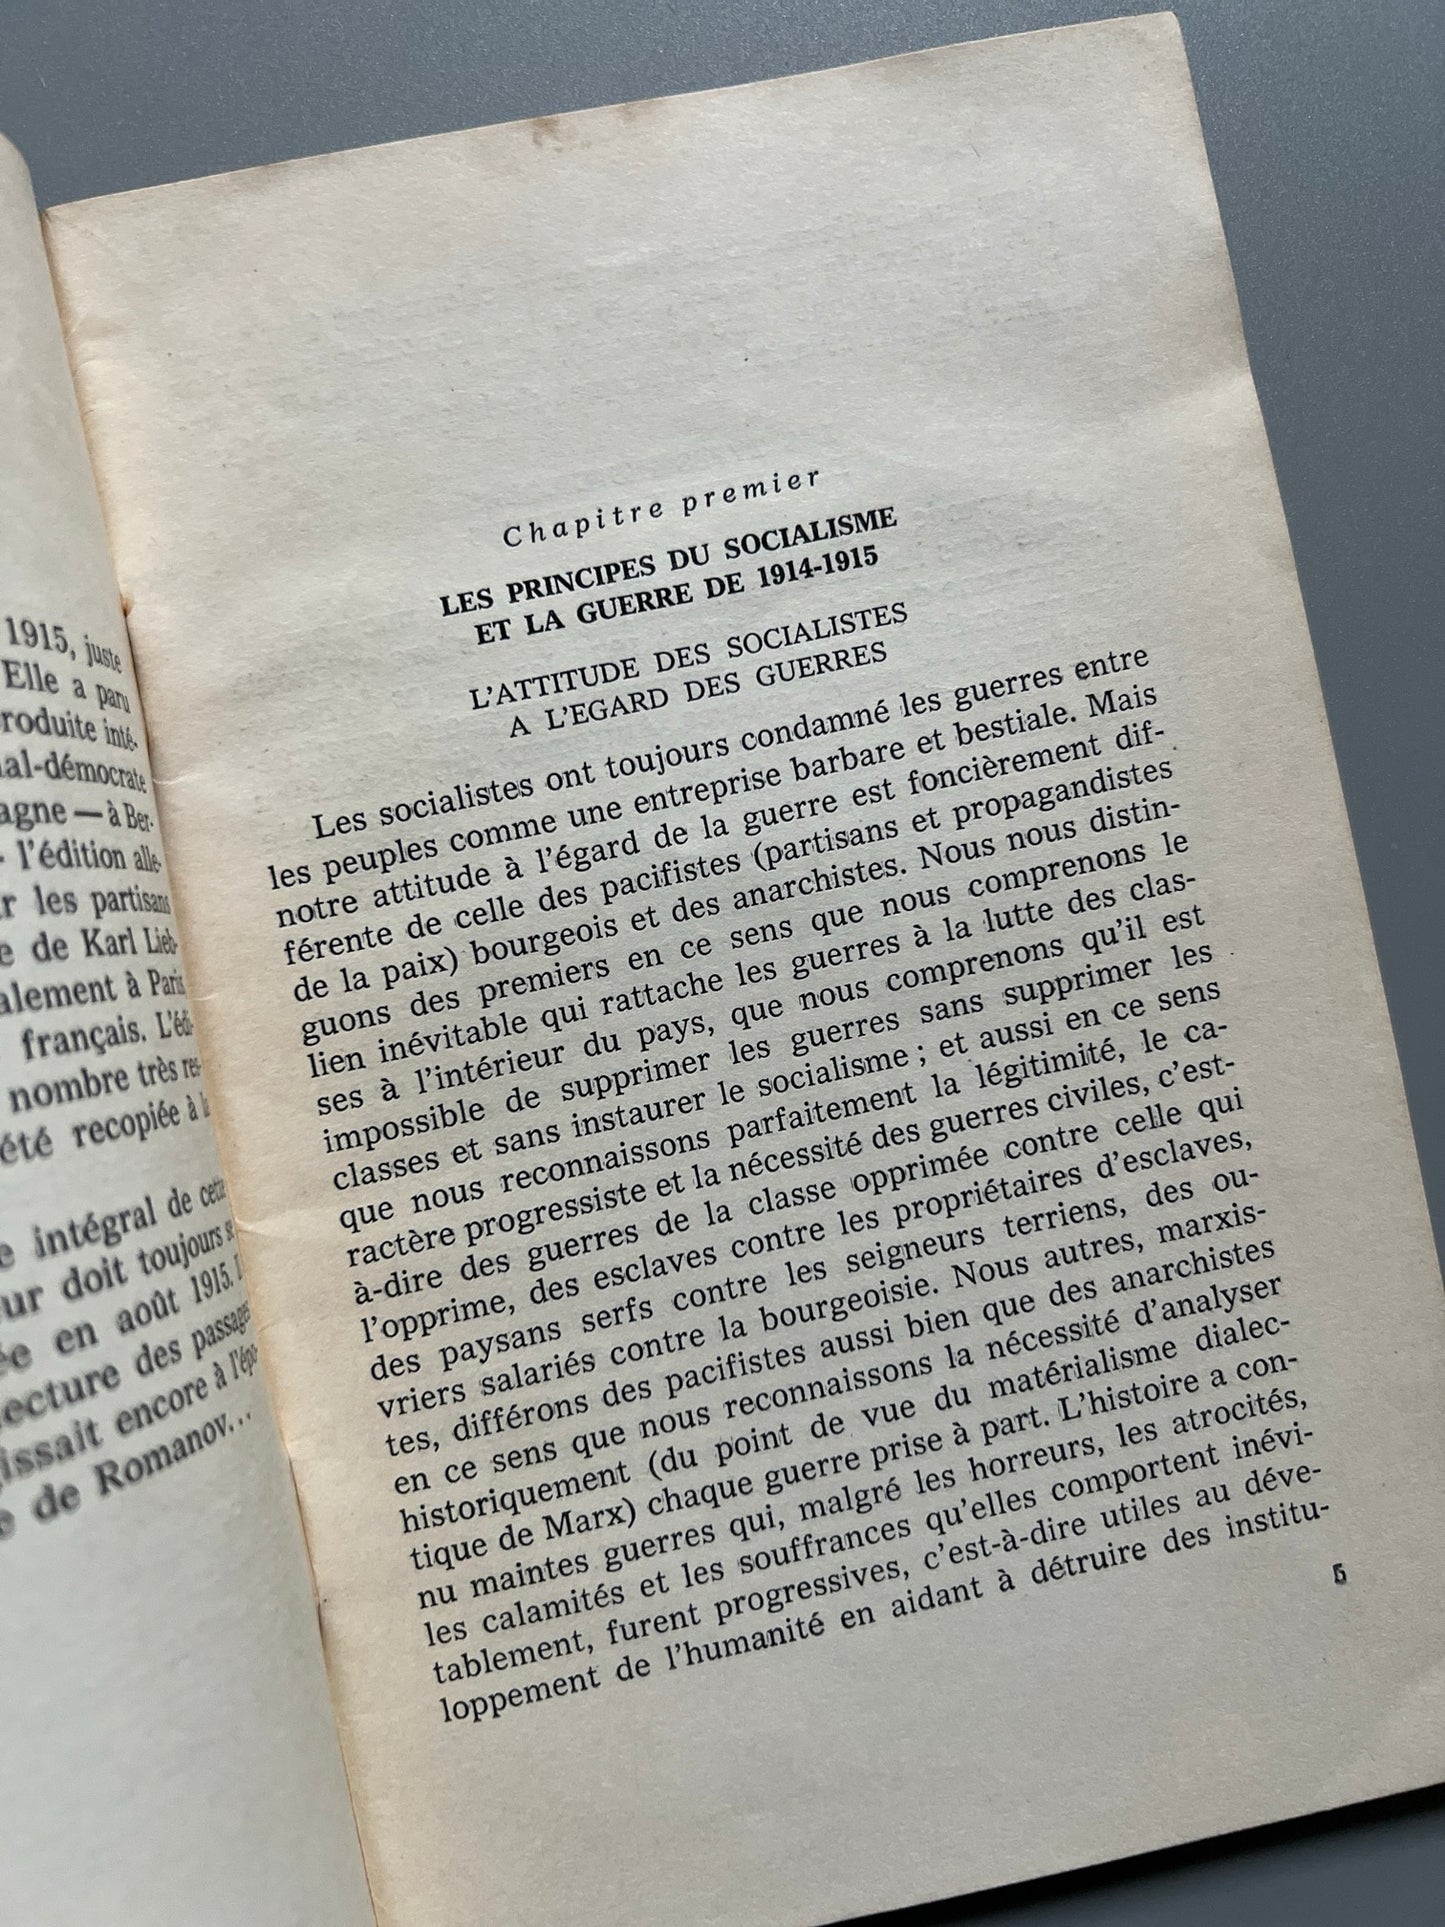 1915, juste
Elle a paru
produite inté-
al-démocrate
agne — à Ber-
l'édition alle-
r les partisans
e de Karl Lieb-
alement à Paris
français. L'édi-
nombre très res-
été recopiée à la
intégral de cette
ur doit toujours
ée en août 1915.
lecture des passages
issait encore à l'épo-
de Romanov...
Chapitre premier
LES PRINCIPES DU SOCIALISME
ET LA GUERRE DE 1914-1915
L'ATTITUDE DES SOCIALISTES
A L'EGARD DES GUERRES
Les socialistes ont toujours condamné les guerres entre
les peuples comme une entreprise barbare et bestiale. Mais
notre attitude à l'égard de la guerre est foncièrement dif-
férente de celle des pacifistes (partisans et propagandistes
de la paix) bourgeois et des anarchistes. Nous nous distin-
guons des premiers en ce sens que nous comprenons le
lien inévitable qui rattache les guerres à la lutte des clas-
ses à l'intérieur du pays, que nous comprenons qu'il est
impossible de supprimer les guerres sans supprimer les
classes et sans instaurer le socialisme ; et aussi en ce sens
que nous reconnaissons parfaitement la légitimité, le ca-
ractère progressiste et la nécessité des guerres civiles, c'est-
à-dire des guerres de la classe opprimée contre celle qui
l'opprime, des esclaves contre les propriétaires d'esclaves,
des paysans serfs contre les seigneurs terriens, des ou-
vriers salariés contre la bourgeoisie. Nous autres, marxis-
tes, différons des pacifistes aussi bien que des anarchistes
en ce sens que nous reconnaissons la nécessité d'analyser
historiquement (du point de vue du matérialisme dialec-
tique de Marx) chaque guerre prise à part. L'histoire a con-
nu maintes guerres qui, malgré les horreurs, les atrocités,
les calamités et les souffrances qu'elles comportent inévi-
tablement, furent progressives, c'est-à-dire utiles au déve-
loppement de l'humanité en aidant à détruire des institu-
5